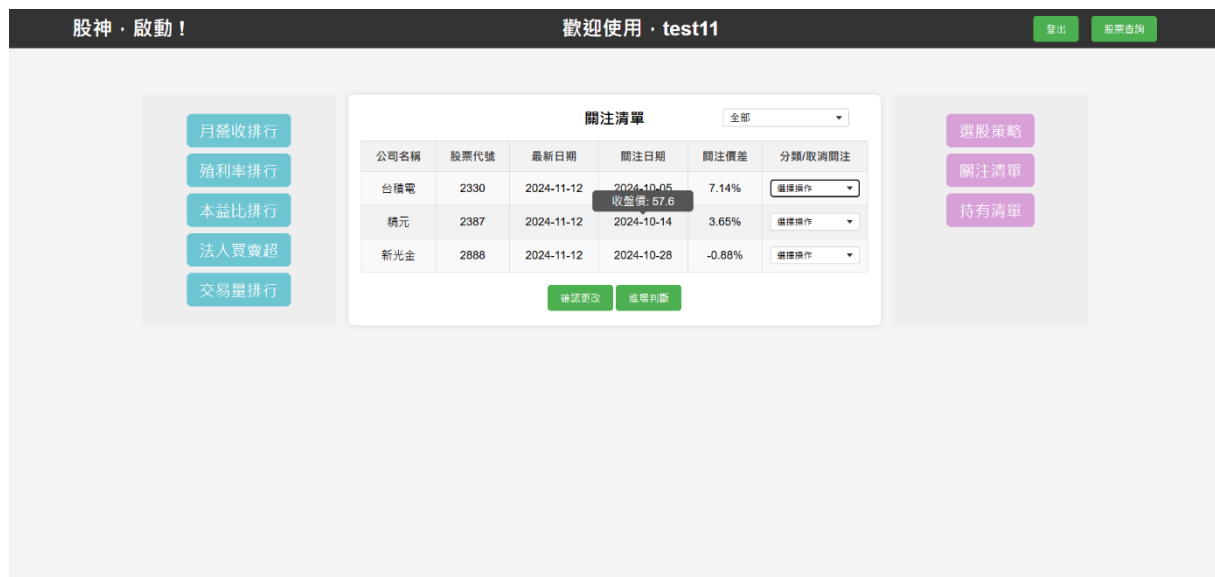 股神・啟動！
歡迎使用・test11
登出
股票查詢
月營收排行
殖利率排行
本益比排行
法人買賣超
交易量排行
關注清單
全部
公司名稱 股票代號 最新日期 關注日期 關注價差 分類/取消關注
台積電 2330 2024-11-12 2024-10-05 7.14% 選擇操作
收盤價: 57.6
精元 2387 2024-11-12 2024-10-14 3.65% 選擇操作
新光金 2888 2024-11-12 2024-10-28 -0.88% 選擇操作
確認更改 進場判斷
選股策略
關注清單
持有清單